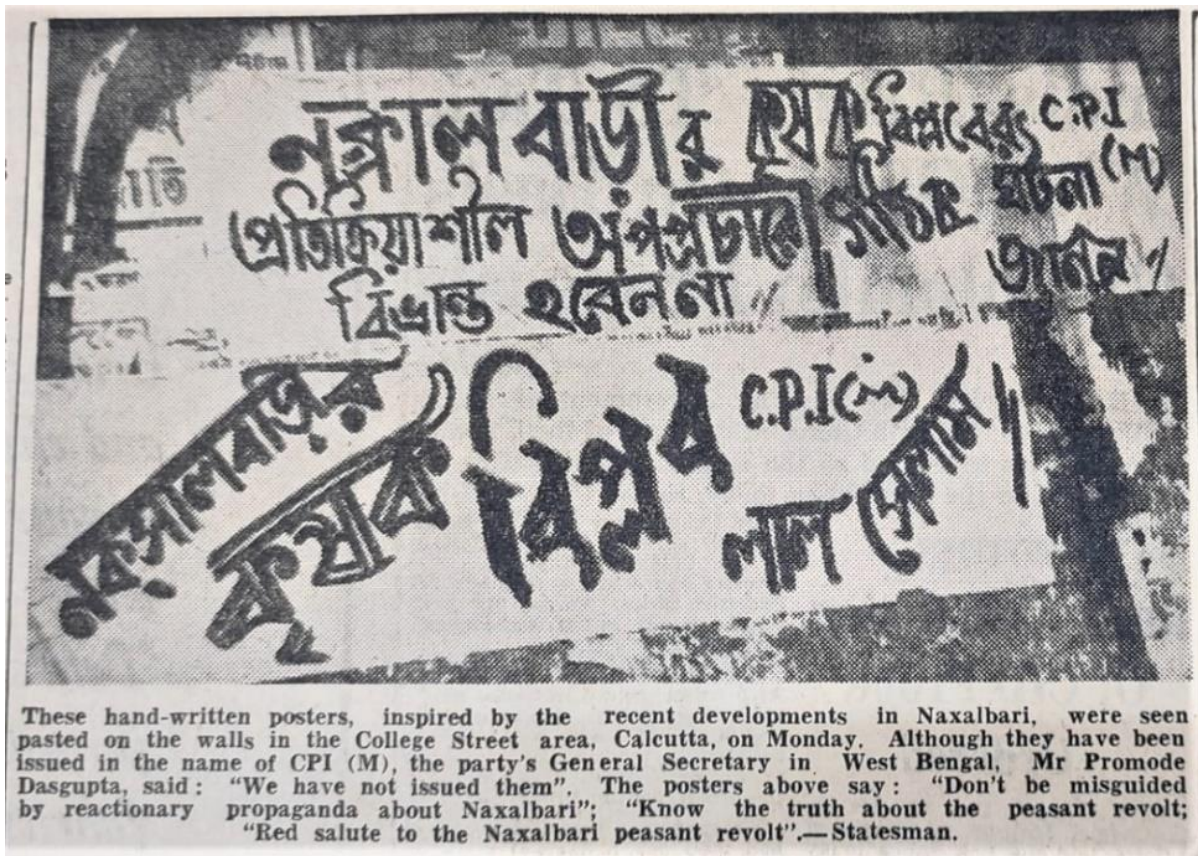 নক্সালবাড়ীর কৃষক বিপ্লবের C.P.I (M)
প্রতিক্রিয়াশীল অপপ্রচারে সঠিক ঘটনা
বিভ্রান্ত হবেন না॥ জানুন॥
নকসালবাড়ির
কৃষক বিপ্লব C.P.I(M)
লাল সেলাম॥
These hand-written posters, inspired by the recent developments in Naxalbari, were seen
pasted on the walls in the College Street area, Calcutta, on Monday. Although they have been
issued in the name of CPI (M), the party's General Secretary in West Bengal, Mr Promode
Dasgupta, said: "We have not issued them". The posters above say: "Don't be misguided
by reactionary propaganda about Naxalbari"; "Know the truth about the peasant revolt;
"Red salute to the Naxalbari peasant revolt".—Statesman.